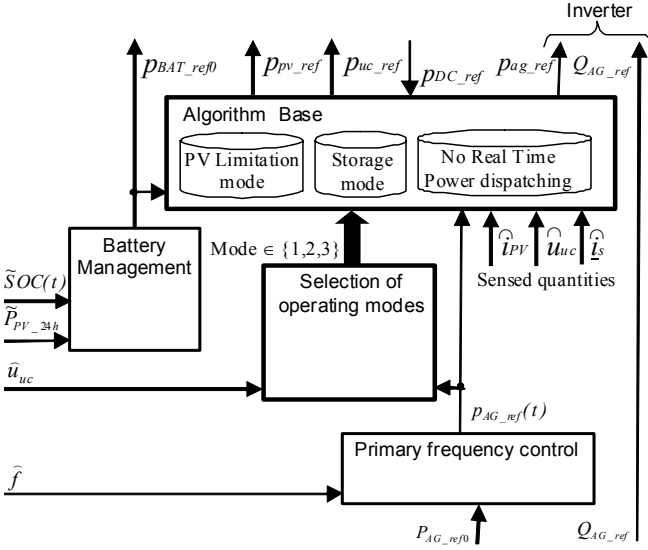 Inverter
p_BAT_ref0
p_pv_ref
p_uc_ref
p_DC_ref
p_ag_ref
Q_AG_ref
Algorithm Base
PV Limitation
mode
Storage
mode
No Real Time
Power dispatching
Battery
Management
Mode ∈ {1,2,3}
î_PV
û_uc
î_s
Sensed quantities
Selection of
operating modes
S̃OC(t)
P̃_PV_24h
û_uc
p_AG_ref(t)
Primary frequency control
f̂
P_AG_ref0
Q_AG_ref